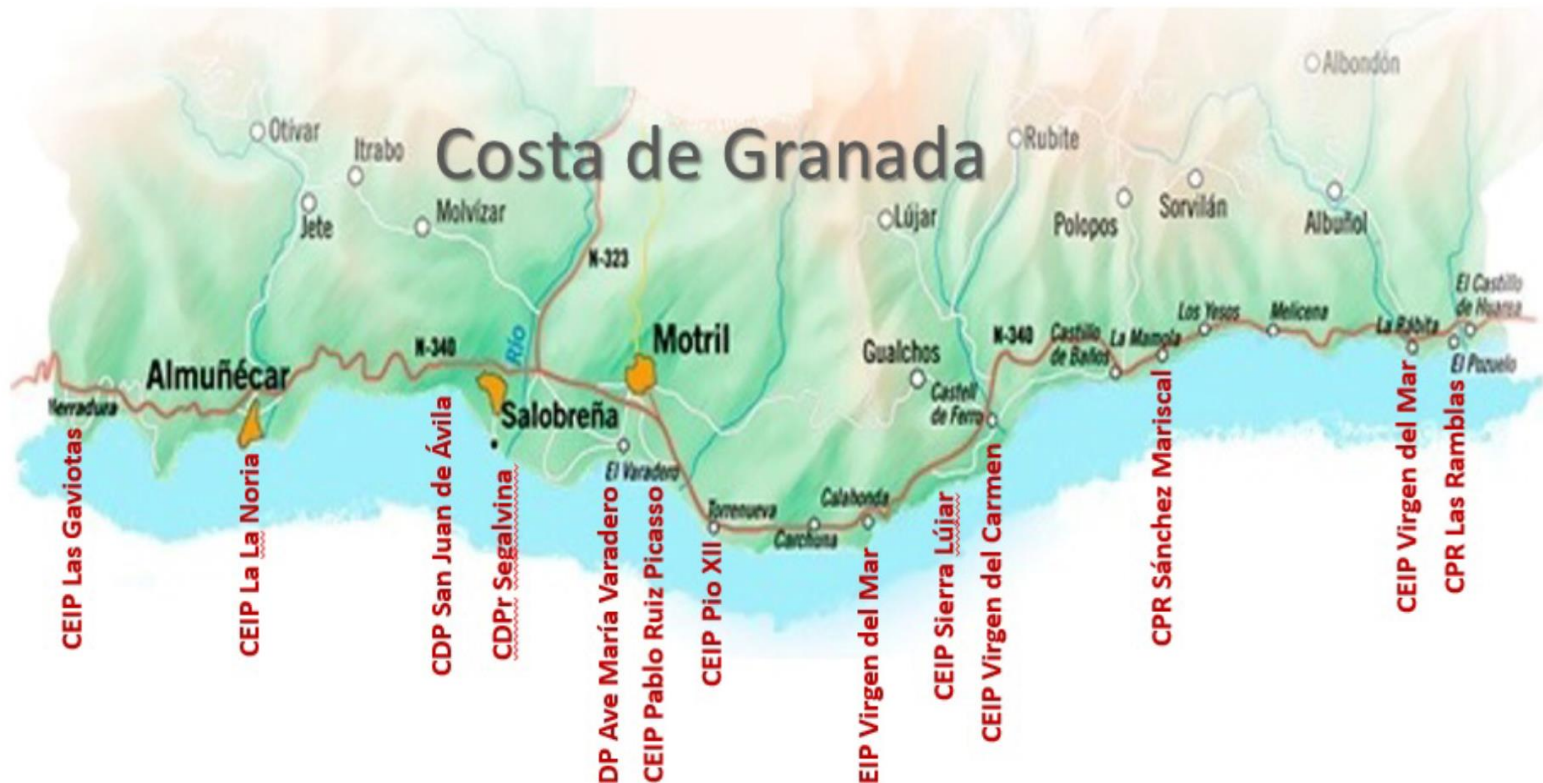 Costa de Granada
Otívar
Itrabo
Jete
Molvízar
N-323
Lújar
Rubite
Albondón
Polopos
Sorvilán
Albuñol
Herradura
Almuñécar
N-340
Río
Salobreña
Motril
El Varadero
Torrenueva
Carchuna
Calahonda
Gualchos
Castell
de Ferro
N-340
Castillo
de Baños
La Mamola
Los Yesos
Melicena
La Rábita
El Castillo
de Huarea
El Pozuelo
CEIP Las Gaviotas
CEIP La Noria
CDP San Juan de Ávila
CDPr Segalvina
DP Ave María Varadero
CEIP Pablo Ruiz Picasso
CEIP Pio XII
EIP Virgen del Mar
CEIP Sierra Lújar
CEIP Virgen del Carmen
CPR Sánchez Mariscal
CEIP Virgen del Mar
CPR Las Ramblas